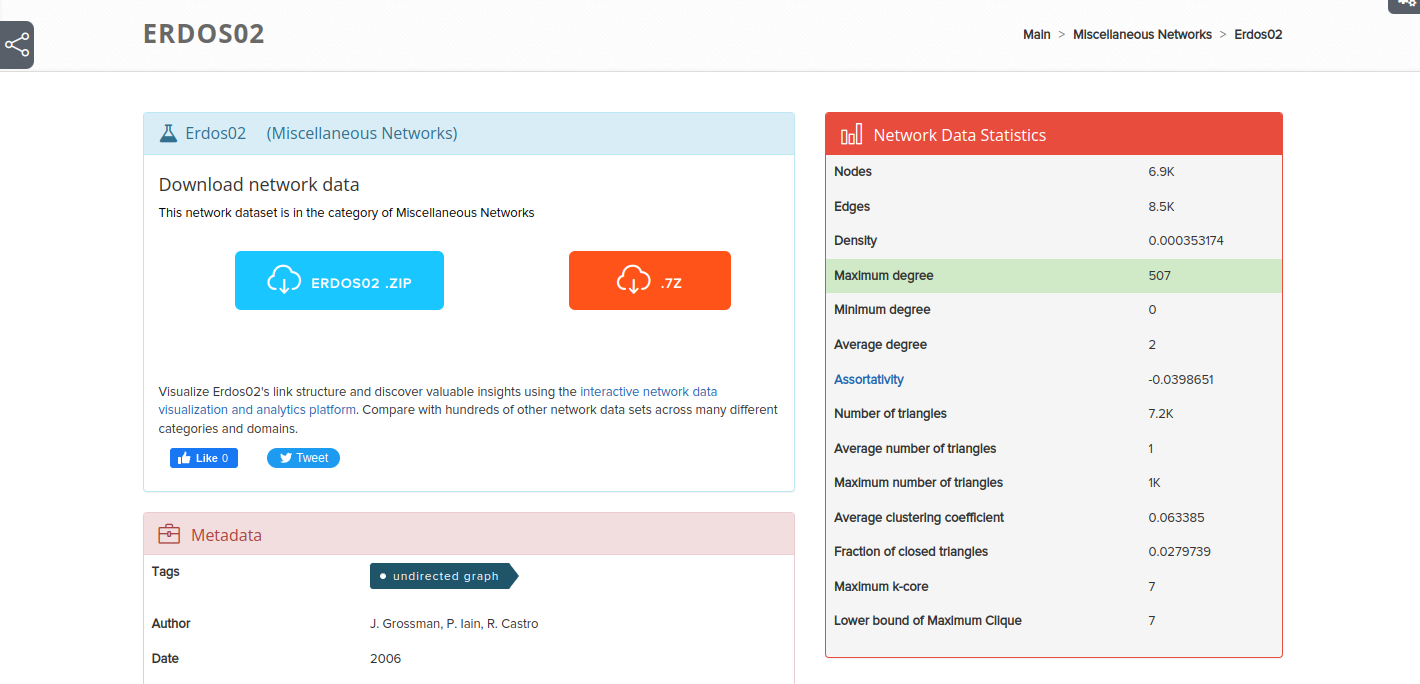 ERDOS02
Main > Miscellaneous Networks > Erdos02
Erdos02 (Miscellaneous Networks)
Download network data
This network dataset is in the category of Miscellaneous Networks
ERDOS02 .ZIP
.7Z
Visualize Erdos02's link structure and discover valuable insights using the interactive network data
visualization and analytics platform. Compare with hundreds of other network data sets across many different
categories and domains.
Like 0
Tweet
Metadata
Tags undirected graph
Author J. Grossman, P. Iain, R. Castro
Date 2006
Network Data Statistics
Nodes 6.9K
Edges 8.5K
Density 0.000353174
Maximum degree 507
Minimum degree 0
Average degree 2
Assortativity -0.0398651
Number of triangles 7.2K
Average number of triangles 1
Maximum number of triangles 1K
Average clustering coefficient 0.063385
Fraction of closed triangles 0.0279739
Maximum k-core 7
Lower bound of Maximum Clique 7